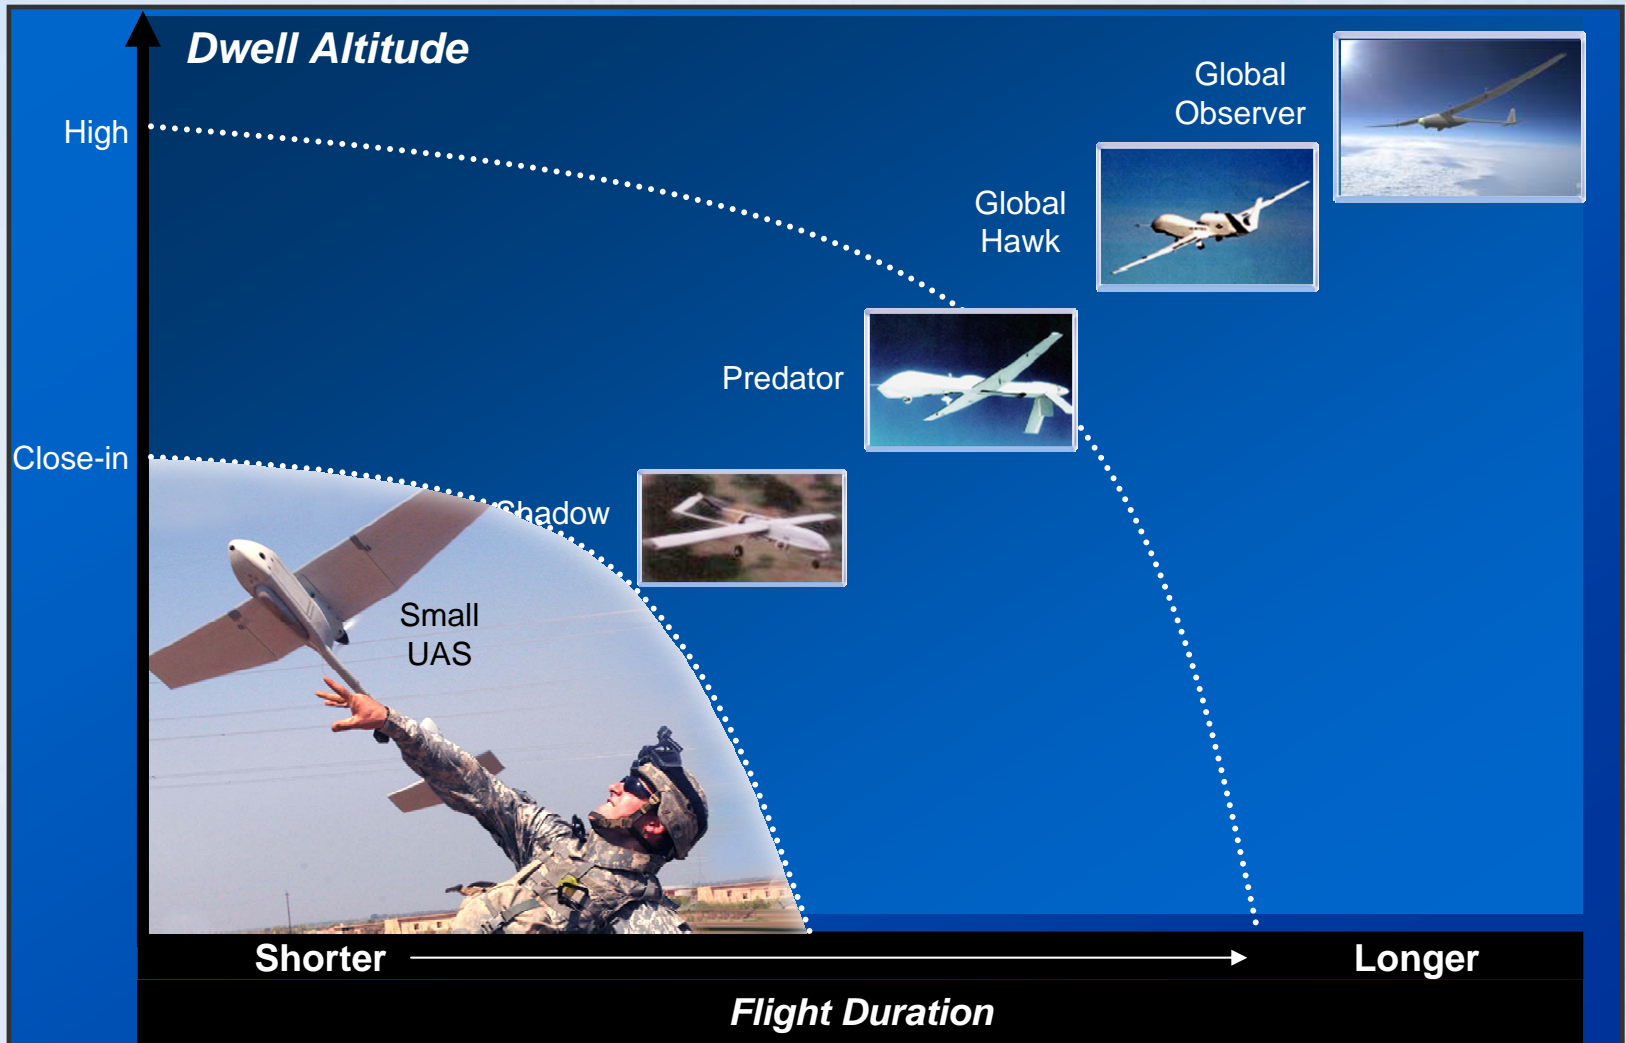 Dwell Altitude
High
Global
Observer
Global
Hawk
Predator
Close-in
Shadow
Small
UAS
Shorter
Longer
Flight Duration